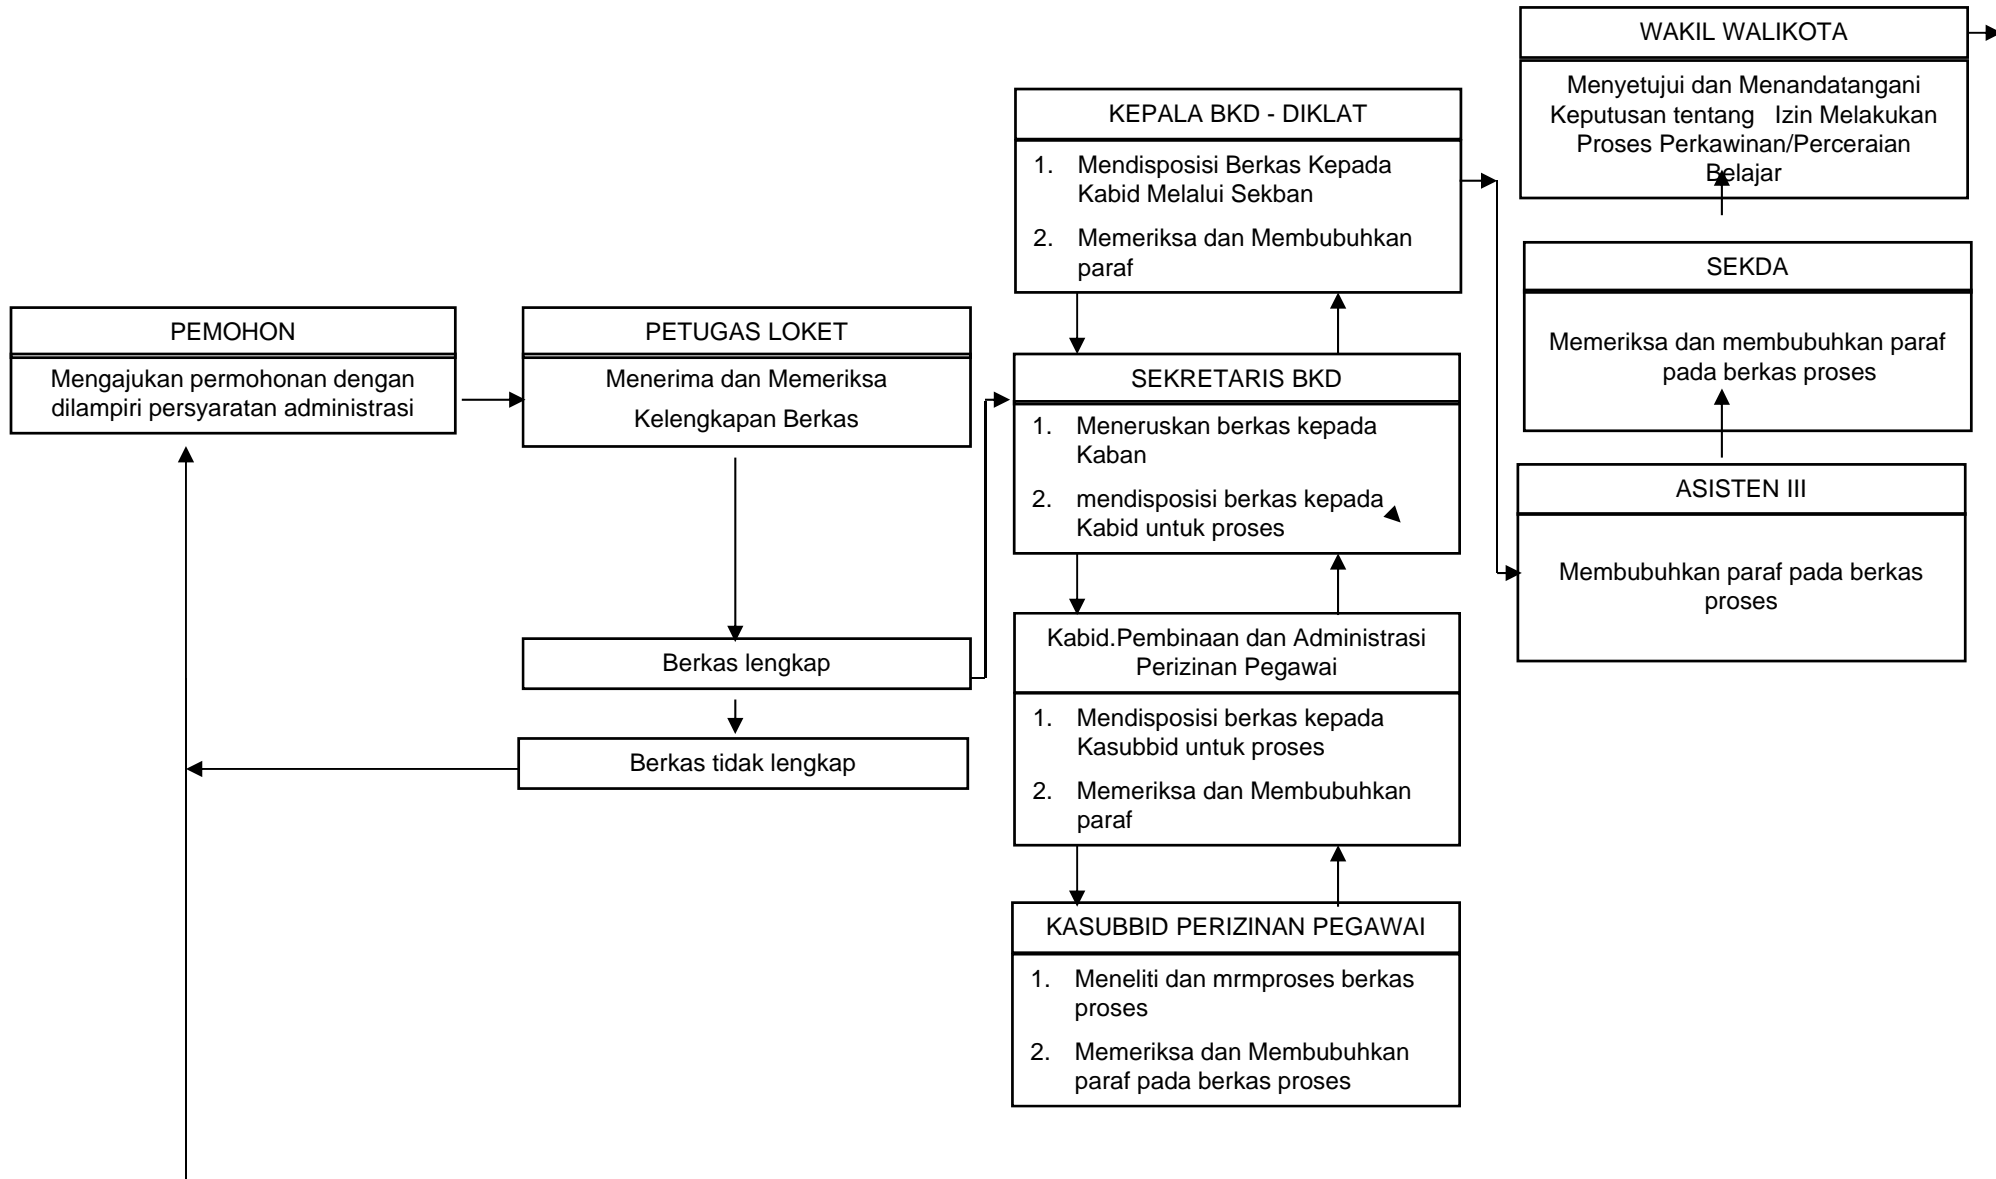 PEMOHON
Mengajukan permohonan dengan
dilampiri persyaratan administrasi
PETUGAS LOKET
Menerima dan Memeriksa
Kelengkapan Berkas
Berkas lengkap
Berkas tidak lengkap
KEPALA BKD - DIKLAT
1. Mendisposisi Berkas Kepada
Kabid Melalui Sekban
2. Memeriksa dan Membubuhkan
paraf
SEKRETARIS BKD
1. Meneruskan berkas kepada
Kaban
2. mendisposisi berkas kepada
Kabid untuk proses
Kabid.Pembinaan dan Administrasi
Perizinan Pegawai
1. Mendisposisi berkas kepada
Kasubbid untuk proses
2. Memeriksa dan Membubuhkan
paraf
KASUBBID PERIZINAN PEGAWAI
1. Meneliti dan mrmproses berkas
proses
2. Memeriksa dan Membubuhkan
paraf pada berkas proses
WAKIL WALIKOTA
Menyetujui dan Menandatangani
Keputusan tentang Izin Melakukan
Proses Perkawinan/Perceraian
Belajar
SEKDA
Memeriksa dan membubuhkan paraf
pada berkas proses
ASISTEN III
Membubuhkan paraf pada berkas
proses